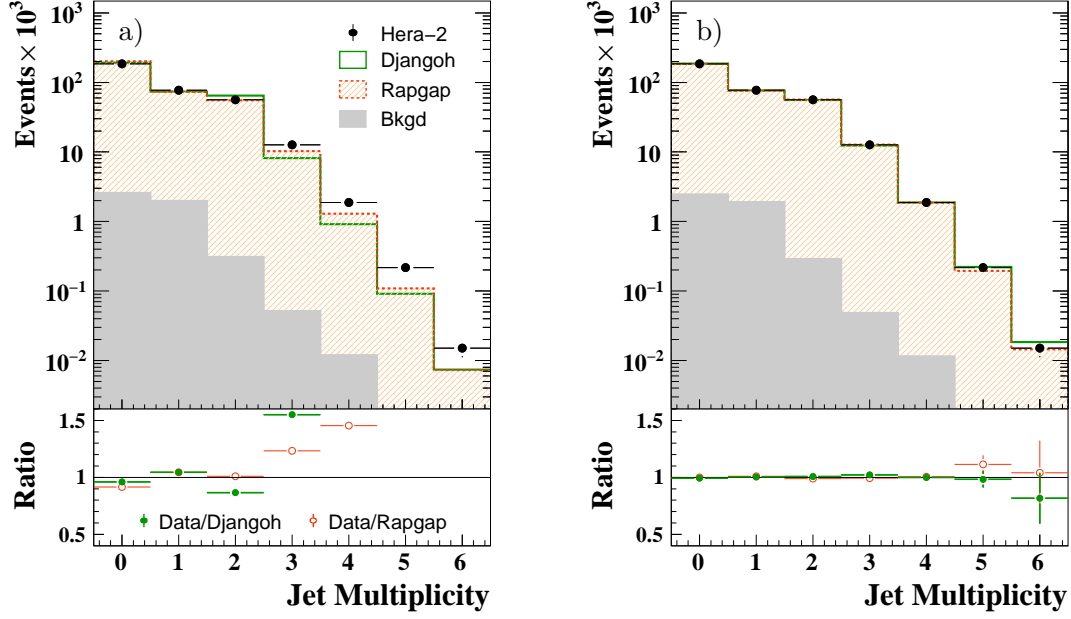 a)
Events × 10³
10³
10²
10
1
10⁻¹
10⁻²
Hera−2
Djangoh
Rapgap
Bkgd
Ratio
1.5
1
0.5
Data/Djangoh Data/Rapgap
0 1 2 3 4 5 6
Jet Multiplicity
b)
Events × 10³
10³
10²
10
1
10⁻¹
10⁻²
Ratio
1.5
1
0.5
0 1 2 3 4 5 6
Jet Multiplicity